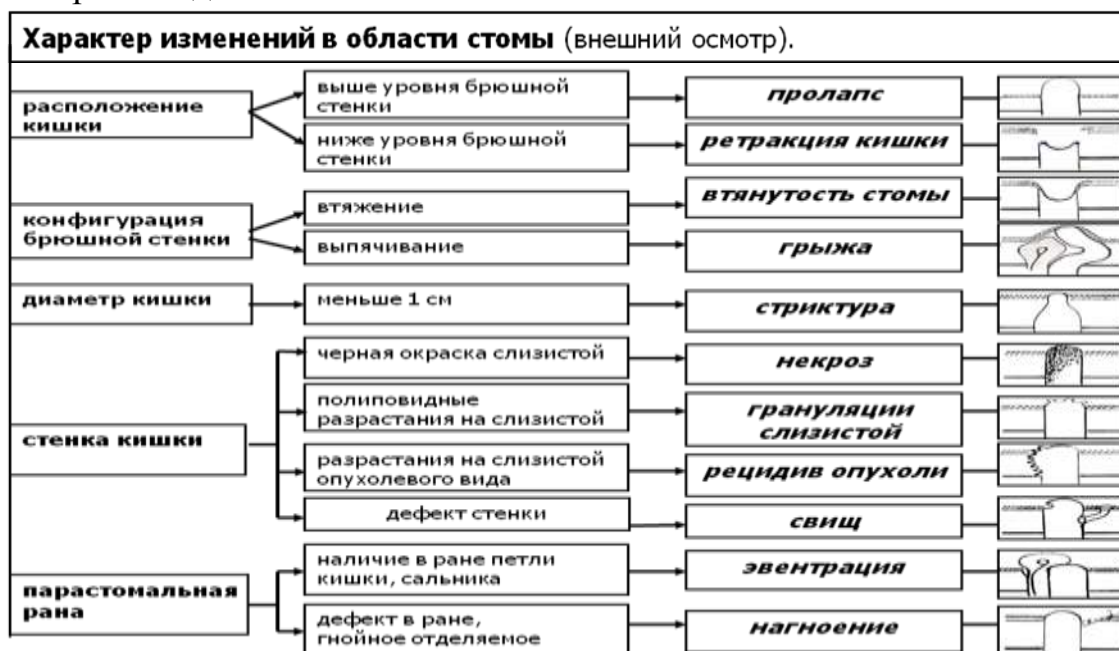 Характер изменений в области стомы (внешний осмотр).
расположение
кишки
выше уровня брюшной
стенки
пролапс
ниже уровня брюшной
стенки
ретракция кишки
конфигурация
брюшной стенки
втяжение
втянутость стомы
выпячивание
грыжа
диаметр кишки
меньше 1 см
стриктура
стенка кишки
черная окраска слизистой
некроз
полиповидные
разрастания на слизистой
грануляции
слизистой
разрастания на слизистой
опухолевого вида
рецидив опухоли
дефект стенки
свищ
парастомальная
рана
наличие в ране петли
кишки, сальника
эвентрация
дефект в ране,
гнойное отделяемое
нагноение